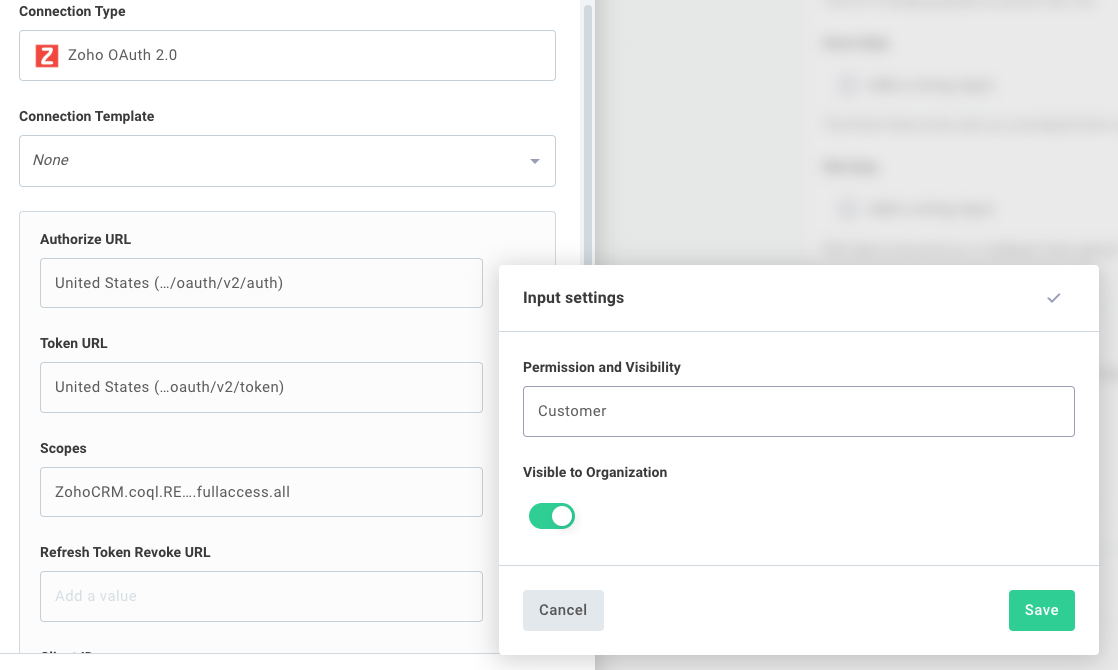 Connection Type
Zoho OAuth 2.0
Connection Template
None
Authorize URL
United States (…/oauth/v2/auth)
Token URL
United States (…oauth/v2/token)
Scopes
ZohoCRM.coql.RE….fullaccess.all
Refresh Token Revoke URL
Add a value
Input settings
Permission and Visibility
Customer
Visible to Organization
Cancel
Save